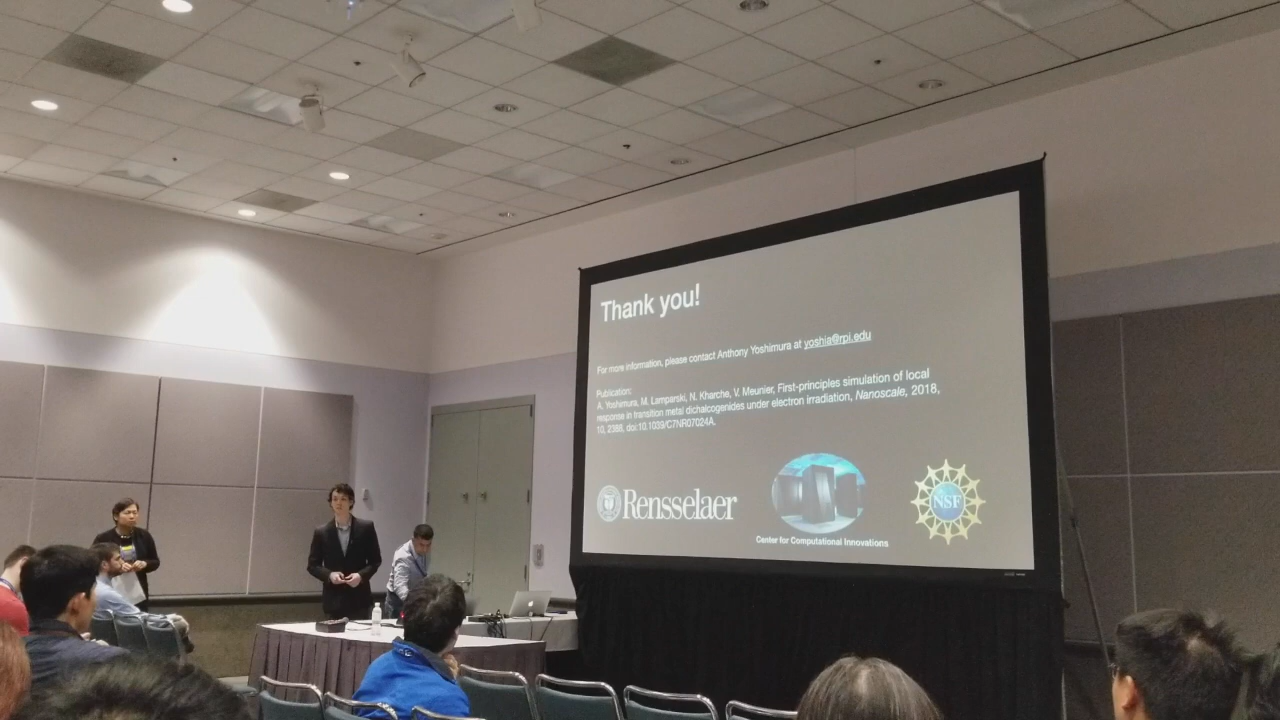 Thank you!
For more information, please contact Anthony Yoshimura at yoshia@rpi.edu
Publication:
A. Yoshimura, M. Lamparski, N. Kharche, V. Meunier, First-principles simulation of local
response in transition metal dichalcogenides under electron irradiation, Nanoscale, 2018,
10, 2388, doi:10.1039/C7NR07024A.
Rensselaer
NSF
Center for Computational Innovations